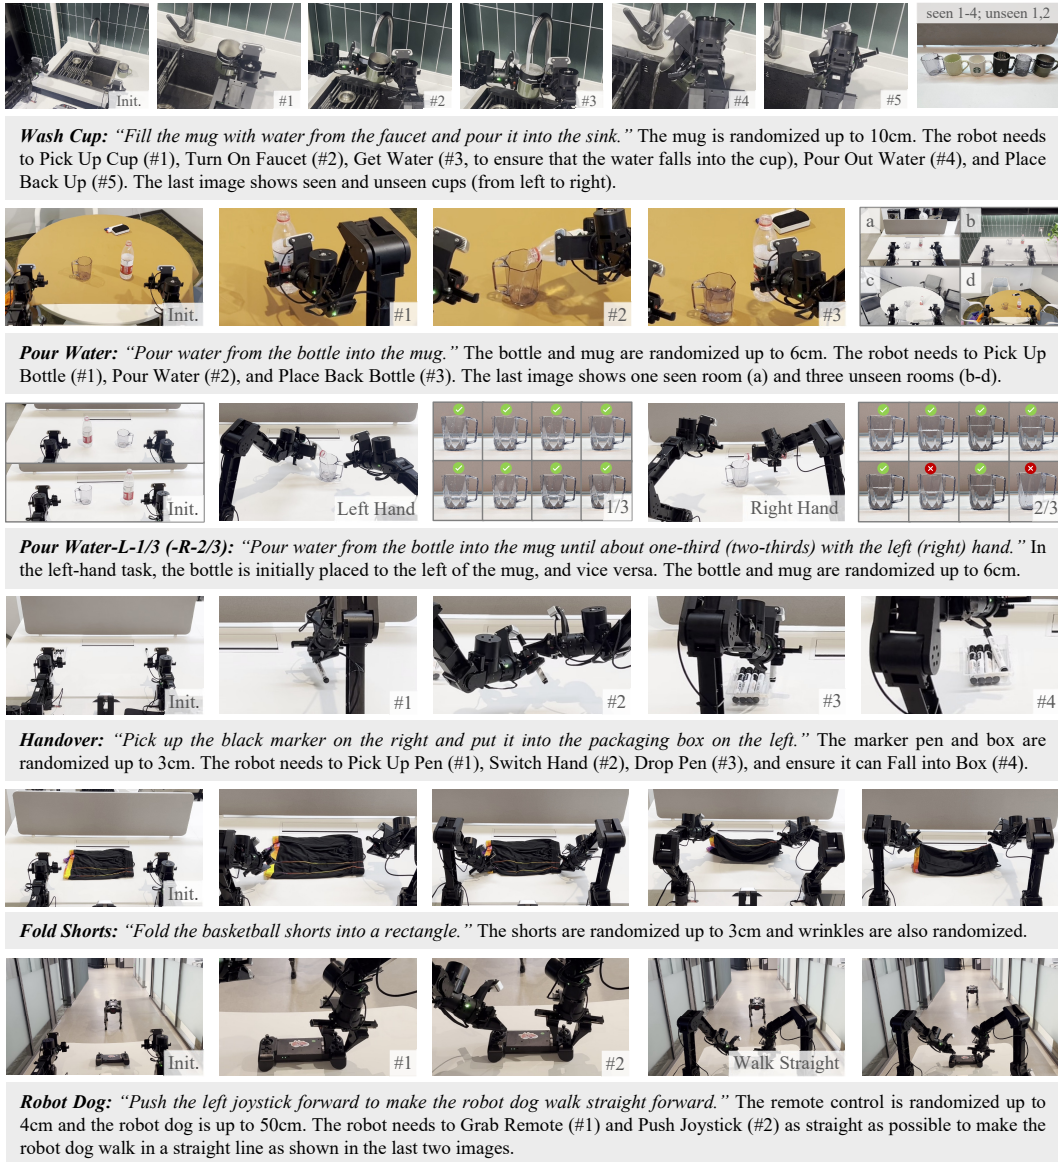 seen 1-4; unseen 1,2
Init.
#1
#2
#3
#4
#5
Wash Cup: “Fill the mug with water from the faucet and pour it into the sink.” The mug is randomized up to 10cm. The robot needs
to Pick Up Cup (#1), Turn On Faucet (#2), Get Water (#3, to ensure that the water falls into the cup), Pour Out Water (#4), and Place
Back Up (#5). The last image shows seen and unseen cups (from left to right).
a
b
c
d
Init.
#1
#2
#3
Pour Water: “Pour water from the bottle into the mug.” The bottle and mug are randomized up to 6cm. The robot needs to Pick Up
Bottle (#1), Pour Water (#2), and Place Back Bottle (#3). The last image shows one seen room (a) and three unseen rooms (b-d).
Init.
Left Hand
1/3
Right Hand
2/3
Pour Water-L-1/3 (-R-2/3): “Pour water from the bottle into the mug until about one-third (two-thirds) with the left (right) hand.” In
the left-hand task, the bottle is initially placed to the left of the mug, and vice versa. The bottle and mug are randomized up to 6cm.
Init.
#1
#2
#3
#4
Handover: “Pick up the black marker on the right and put it into the packaging box on the left.” The marker pen and box are
randomized up to 3cm. The robot needs to Pick Up Pen (#1), Switch Hand (#2), Drop Pen (#3), and ensure it can Fall into Box (#4).
Init.
Fold Shorts: “Fold the basketball shorts into a rectangle.” The shorts are randomized up to 3cm and wrinkles are also randomized.
Init.
#1
#2
Walk Straight
Robot Dog: “Push the left joystick forward to make the robot dog walk straight forward.” The remote control is randomized up to
4cm and the robot dog is up to 50cm. The robot needs to Grab Remote (#1) and Push Joystick (#2) as straight as possible to make the
robot dog walk in a straight line as shown in the last two images.